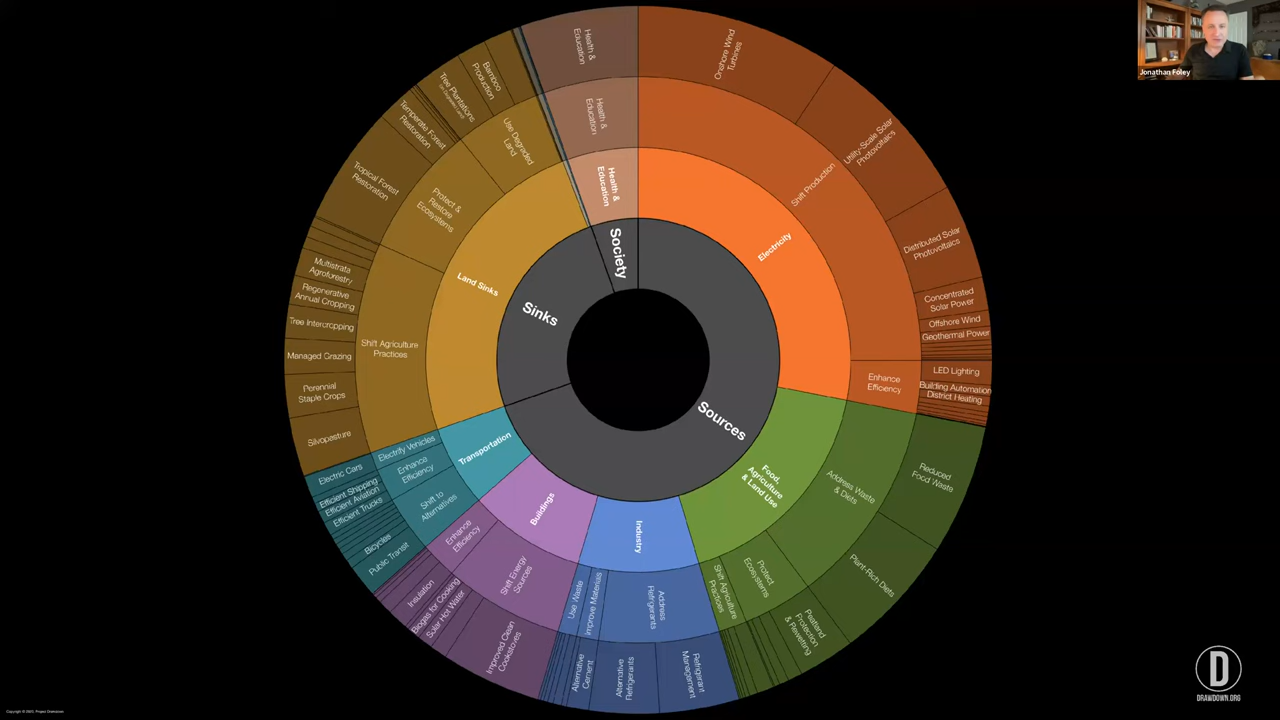 Jonathan Foley
Society
Sources
Sinks
Health &
Education
Electricity
Food,
Agriculture
& Land Use
Industry
Buildings
Transportation
Land Sinks
Health &
Education
Shift Production
Enhance
Efficiency
Address Waste
& Diets
Protect
Ecosystems
Shift Agriculture
Practices
Address
Refrigerants
Improve Materials
Use Waste
Shift Energy
Sources
Enhance
Efficiency
Shift to
Alternatives
Enhance
Efficiency
Electrify Vehicles
Shift Agriculture
Practices
Protect &
Restore
Ecosystems
Use Degraded
Land
Health &
Education
Onshore Wind
Turbines
Utility-Scale Solar
Photovoltaics
Distributed Solar
Photovoltaics
Concentrated
Solar Power
Offshore Wind
Geothermal Power
LED Lighting
Building Automation
District Heating
Reduced
Food Waste
Plant-Rich Diets
Peatland
Protection
& Rewetting
Refrigerant
Management
Alternative
Refrigerants
Alternative
Cement
Improved Clean
Cookstoves
Solar Hot Water
Biogas for Cooking
Insulation
Public Transit
Bicycles
Efficient Trucks
Efficient Aviation
Efficient Shipping
Electric Cars
Silvopasture
Perennial
Staple Crops
Managed Grazing
Tree Intercropping
Regenerative
Annual Cropping
Multistrata
Agroforestry
Tropical Forest
Restoration
Temperate Forest
Restoration
Tree Plantations
(on Degraded Land)
Bamboo
Production
D
DRAWDOWN.ORG
Copyright © 2020, Project Drawdown